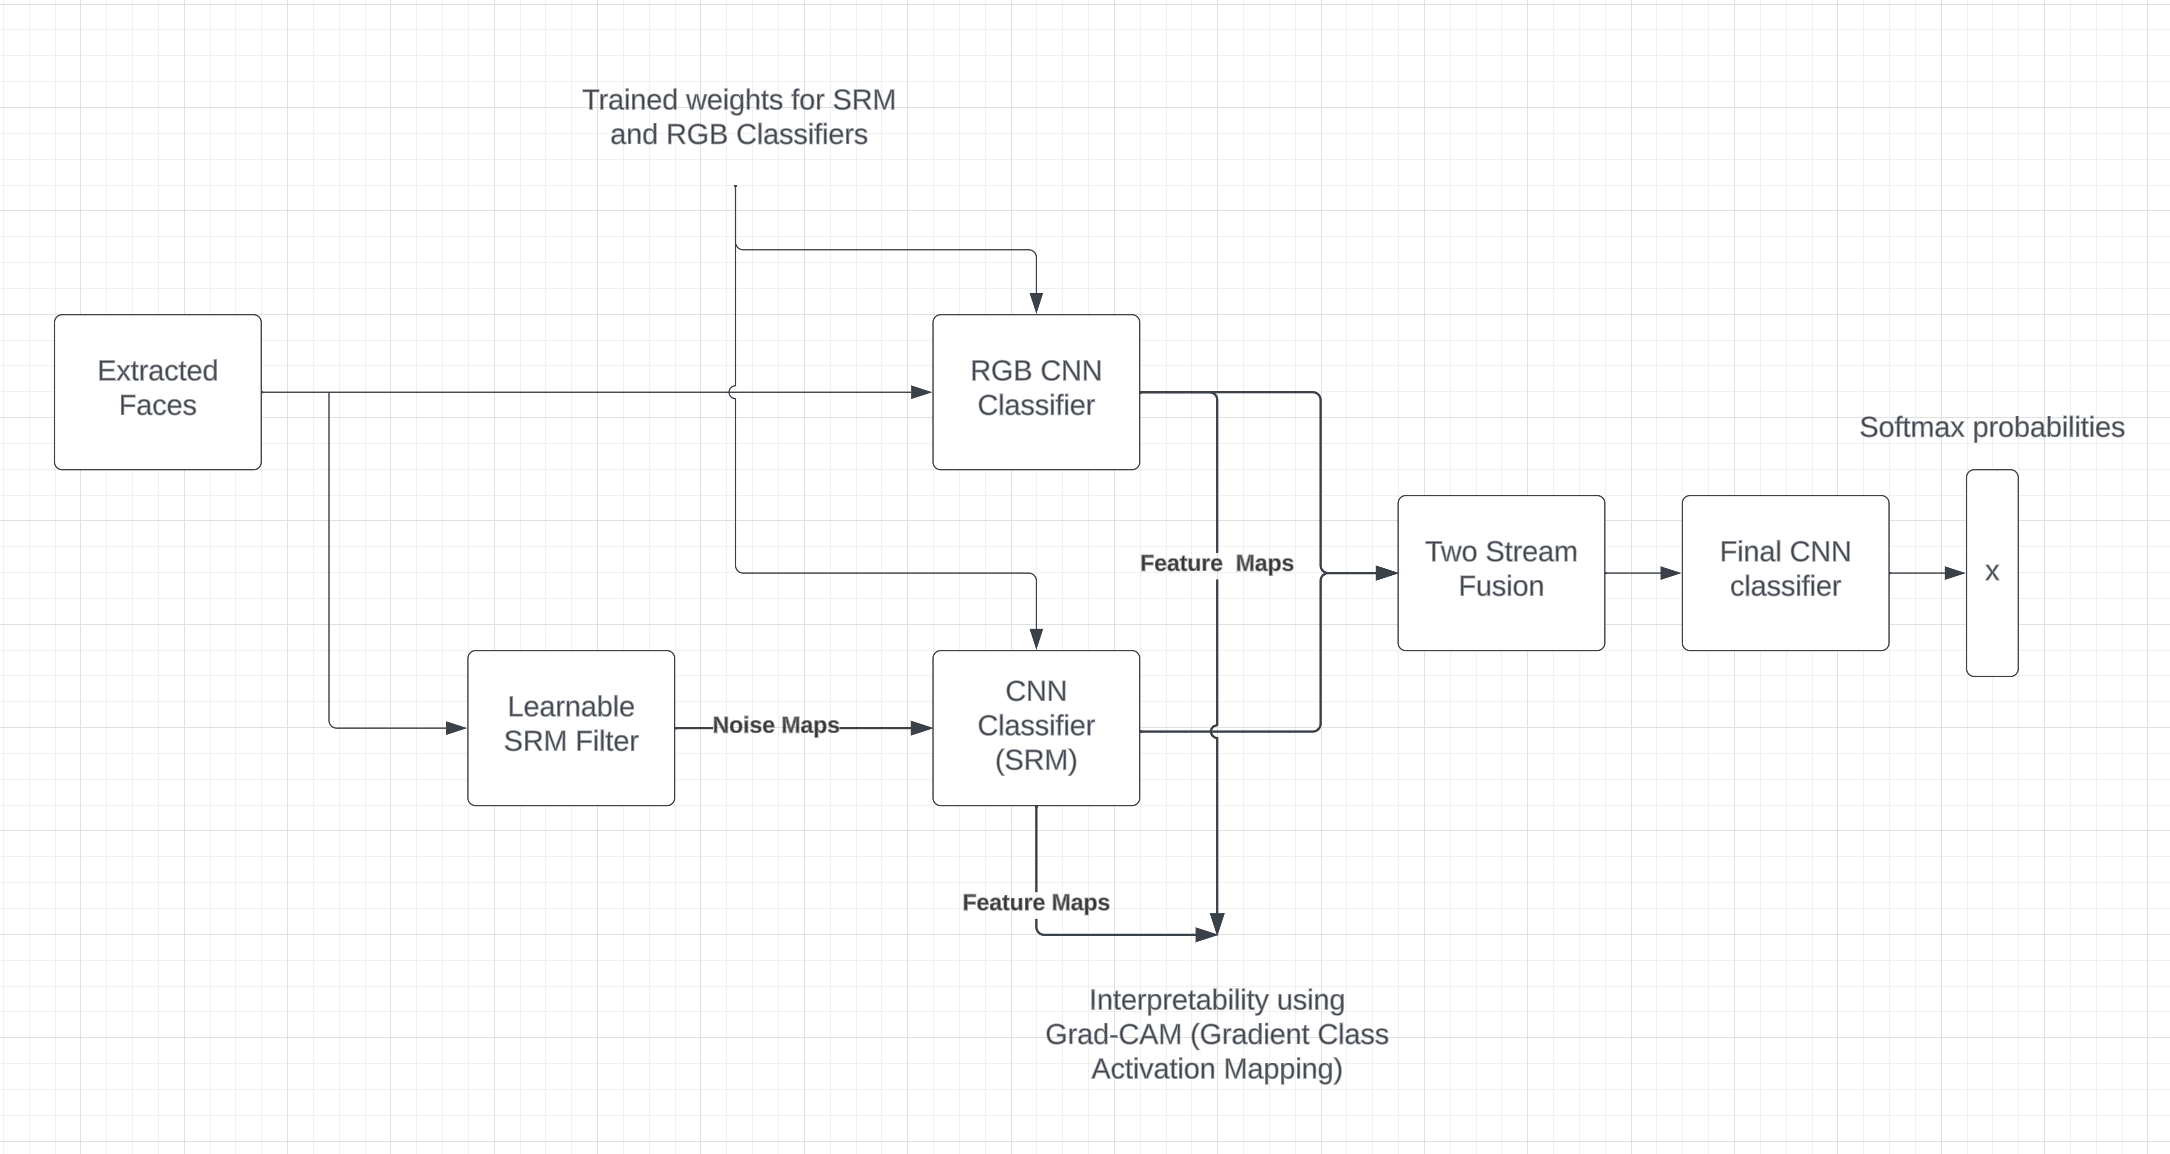 Trained weights for SRM
and RGB Classifiers
Extracted
Faces
RGB CNN
Classifier
Softmax probabilities
Feature  Maps
Two Stream
Fusion
Final CNN
classifier
x
Learnable
SRM Filter
Noise Maps
CNN
Classifier
(SRM)
Feature Maps
Interpretability using
Grad-CAM (Gradient Class
Activation Mapping)